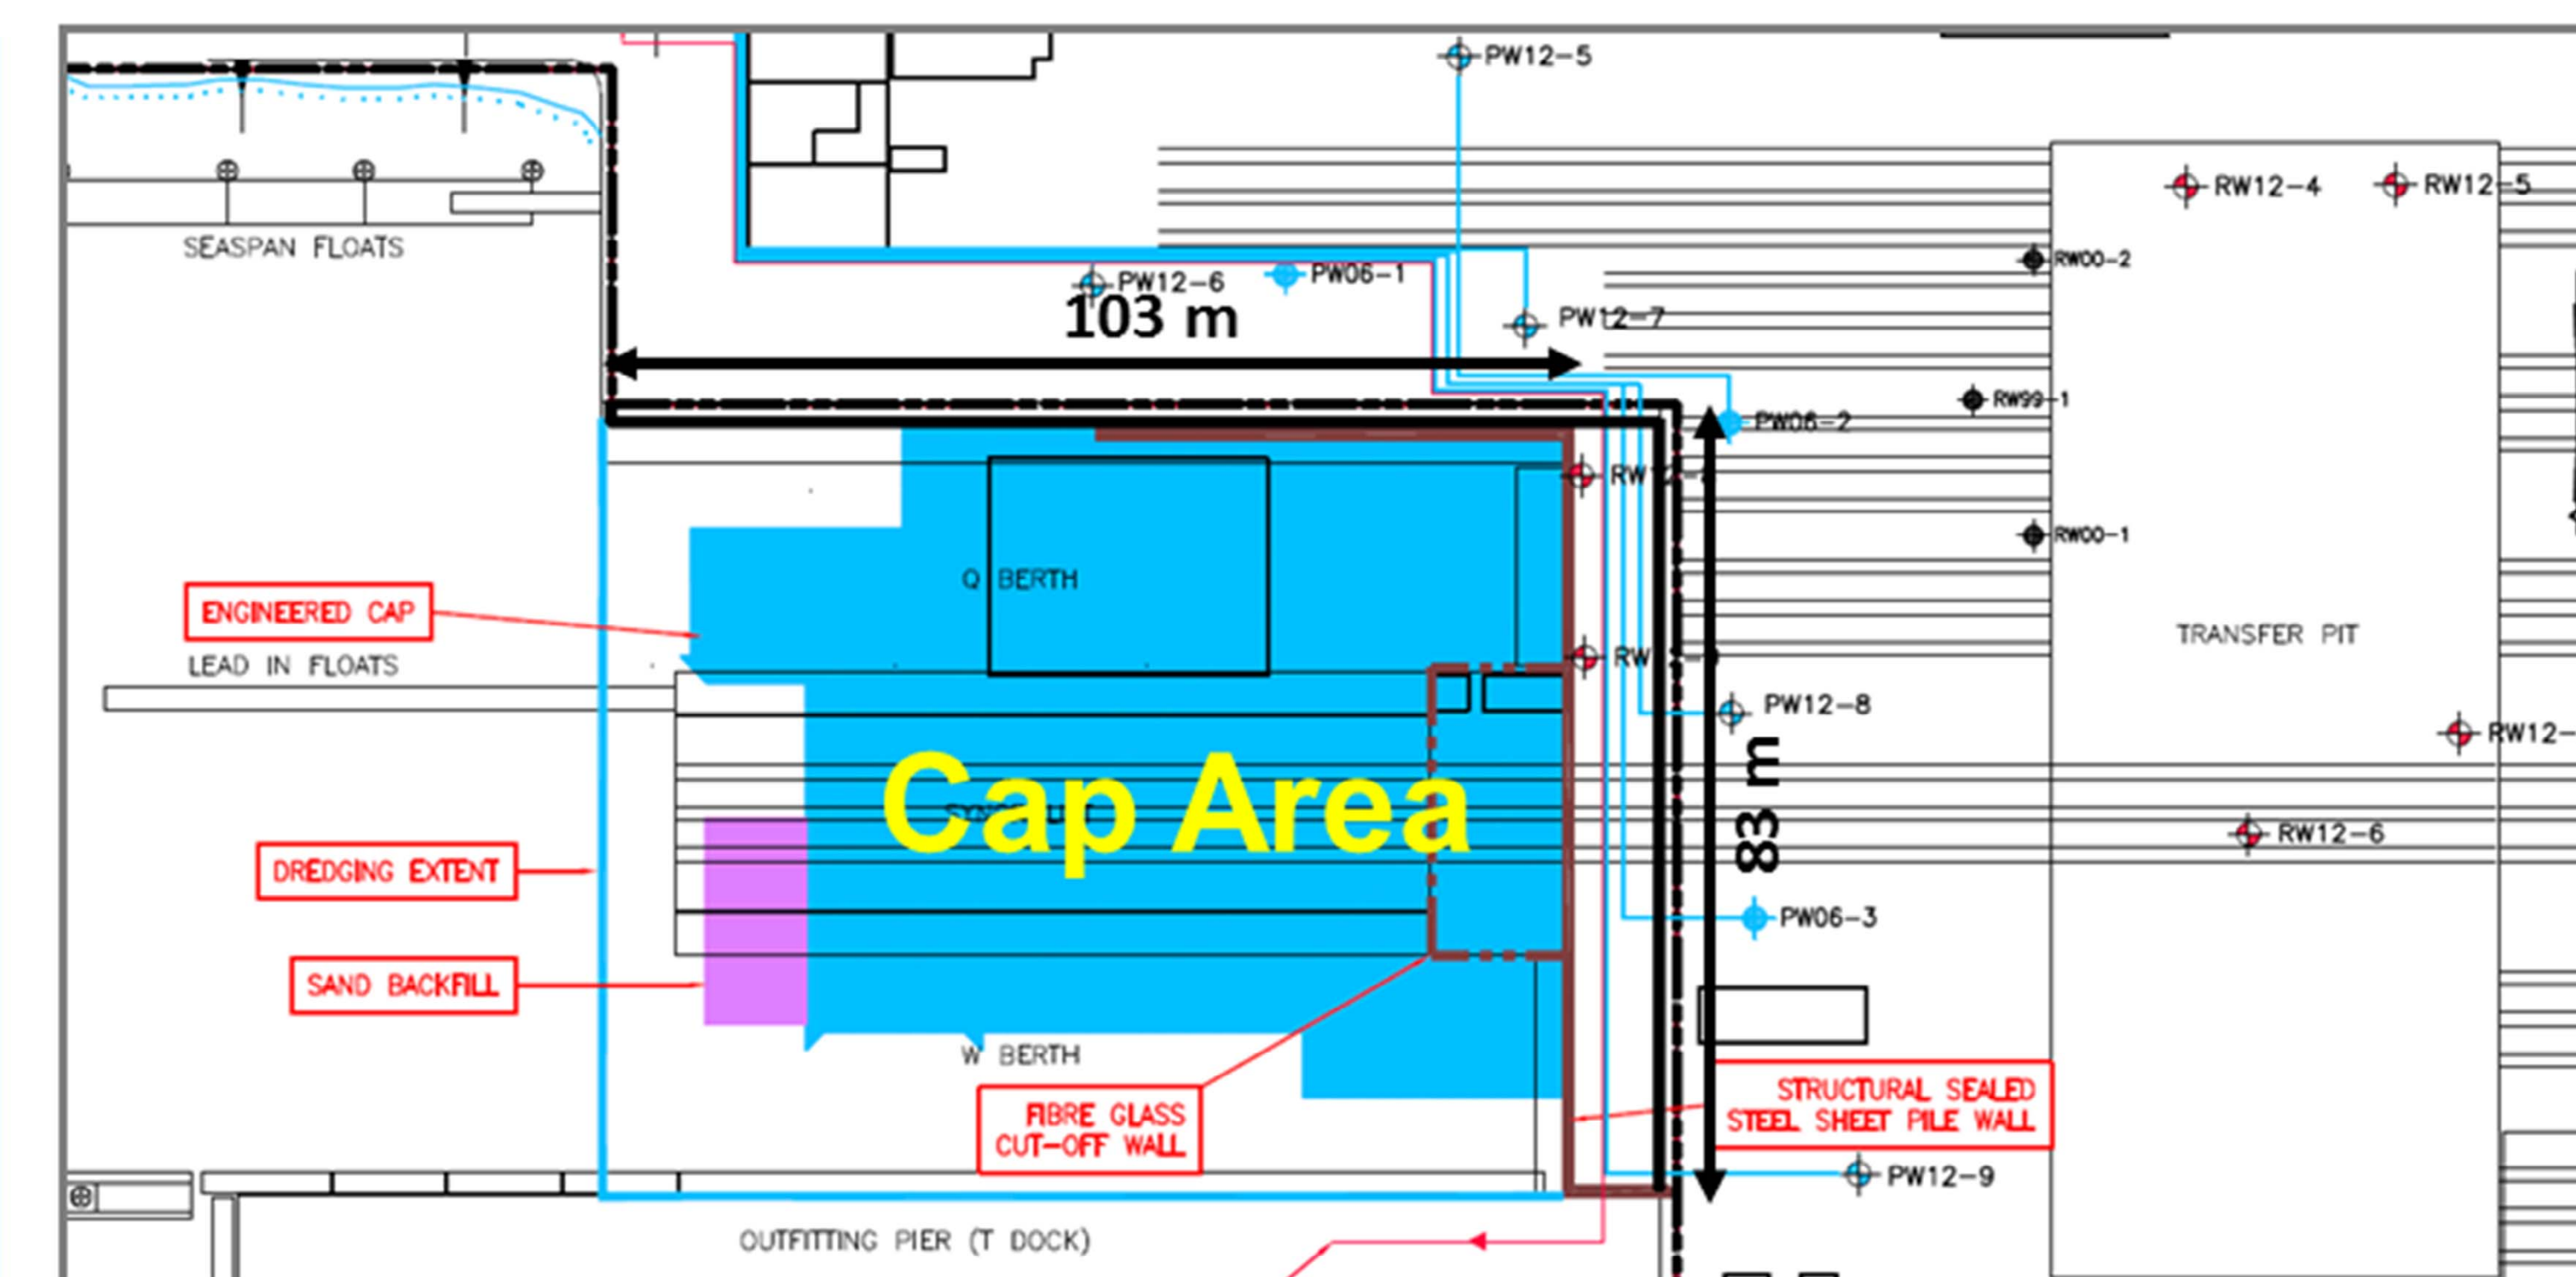 PW12-5
RW12-4
RW12-5
SEASPAN FLOATS
RW00-2
PW12-6
PW06-1
103 m
PW12-7
RW99-1
PW06-2
RW00-1
Q BERTH
ENGINEERED CAP
LEAD IN FLOATS
TRANSFER PIT
PW12-8
RW12-
83 m
Cap Area
RW12-6
DREDGING EXTENT
PW06-3
SAND BACKFILL
W BERTH
FIBRE GLASS
CUT-OFF WALL
STRUCTURAL SEALED
STEEL SHEET PILE WALL
PW12-9
OUTFITTING PIER (T DOCK)